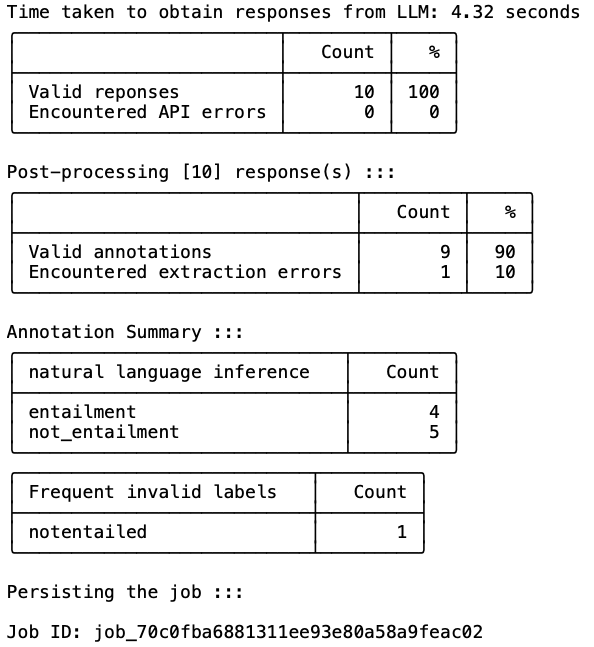 Time taken to obtain responses from LLM: 4.32 seconds
Count %
Valid reponses 10 100
Encountered API errors 0 0
Post-processing [10] response(s) :::
Count %
Valid annotations 9 90
Encountered extraction errors 1 10
Annotation Summary :::
natural language inference Count
entailment 4
not_entailment 5
Frequent invalid labels Count
notentailed 1
Persisting the job :::
Job ID: job_70c0fba6881311ee93e80a58a9feac02